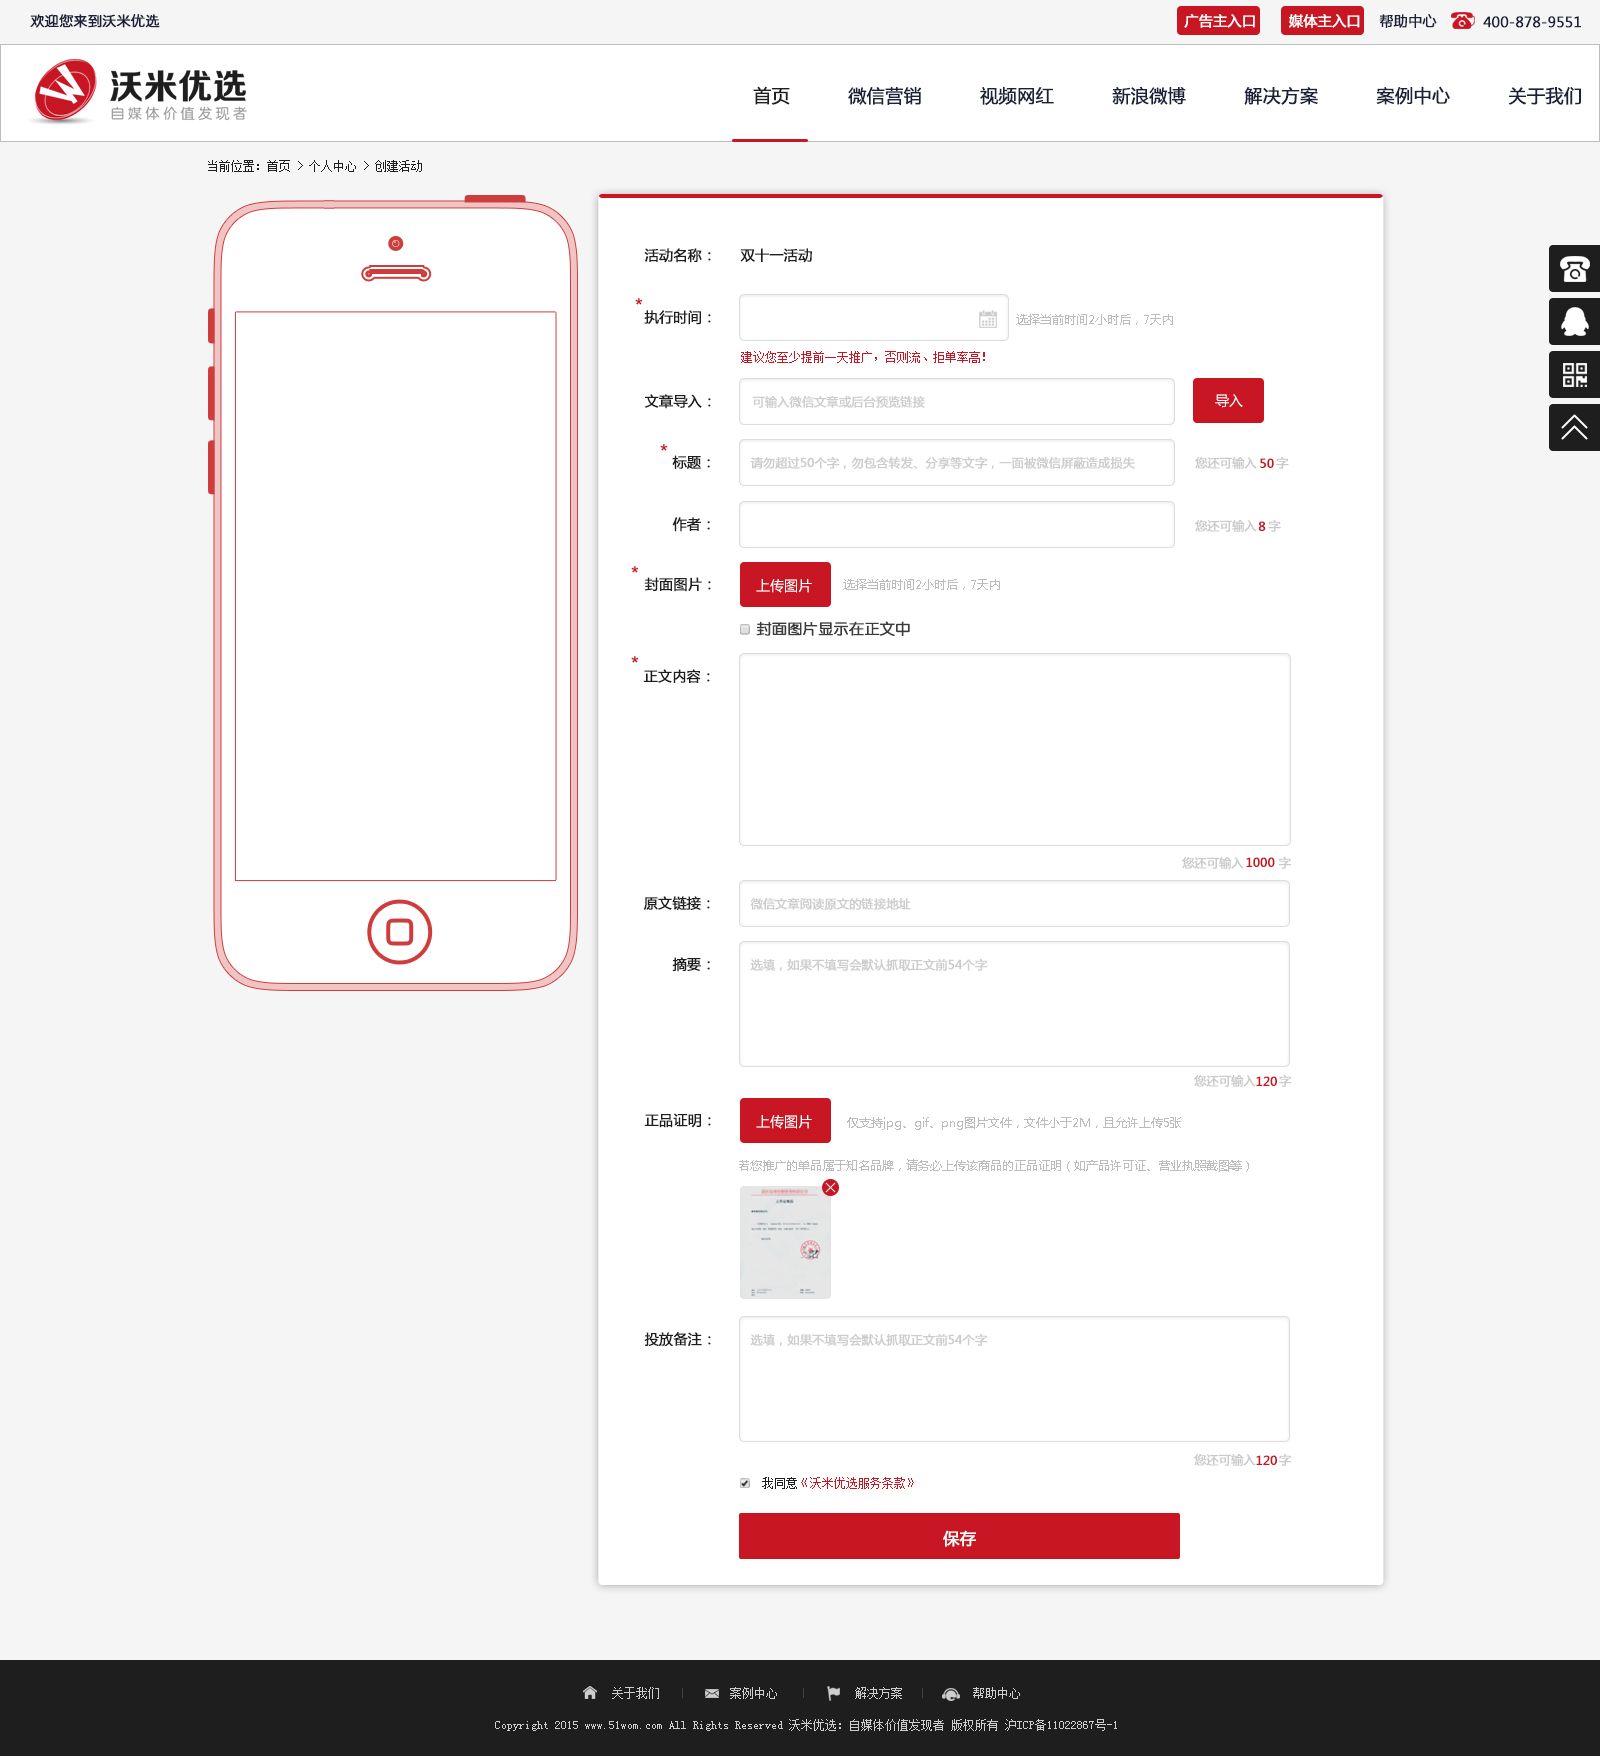 欢迎您来到沃米优选
广告主入口 媒体主入口 帮助中心 400-878-9551
沃米优选
自媒体价值发现者
首页 微信营销 视频网红 新浪微博 解决方案 案例中心 关于我们
当前位置：首页 > 个人中心 > 创建活动
活动名称： 双十一活动
* 执行时间： 选择当前时间2小时后，7天内
建议您至少提前一天推广，否则流、拒单率高！
文章导入： 可输入微信文章或后台预览链接 导入
* 标题： 请勿超过50个字，勿包含转发、分享等文字，一面被微信屏蔽造成损失 您还可输入 50 字
作者： 您还可输入 8 字
* 封面图片： 上传图片 选择当前时间2小时后，7天内
封面图片显示在正文中
* 正文内容：
您还可输入 1000 字
原文链接： 微信文章阅读原文的链接地址
摘要： 选填，如果不填写会默认抓取正文前54个字
您还可输入120字
正品证明： 上传图片 仅支持jpg、gif、png图片文件，文件小于2M，且允许上传5张
若您推广的单品属于知名品牌，请务必上传该商品的正品证明（如产品许可证、营业执照截图等）
投放备注： 选填，如果不填写会默认抓取正文前54个字
您还可输入120字
我同意《沃米优选服务条款》
保存
关于我们 | 案例中心 | 解决方案 | 帮助中心
Copyright 2015 www.51wom.com All Rights Reserved 沃米优选：自媒体价值发现者 版权所有 沪ICP备11022867号-1